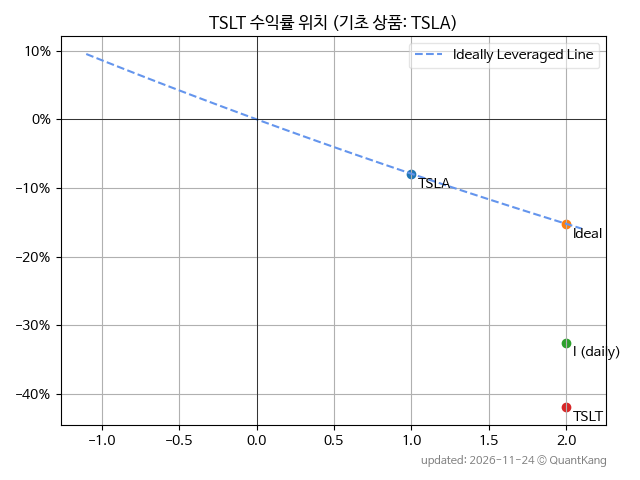 TSLT 수익률 위치 (기초 상품: TSLA)
10%
0%
-10%
-20%
-30%
-40%
Ideally Leveraged Line
TSLA
Ideal
I (daily)
TSLT
-1.0 -0.5 0.0 0.5 1.0 1.5 2.0
updated: 2026-11-24 © QuantKang